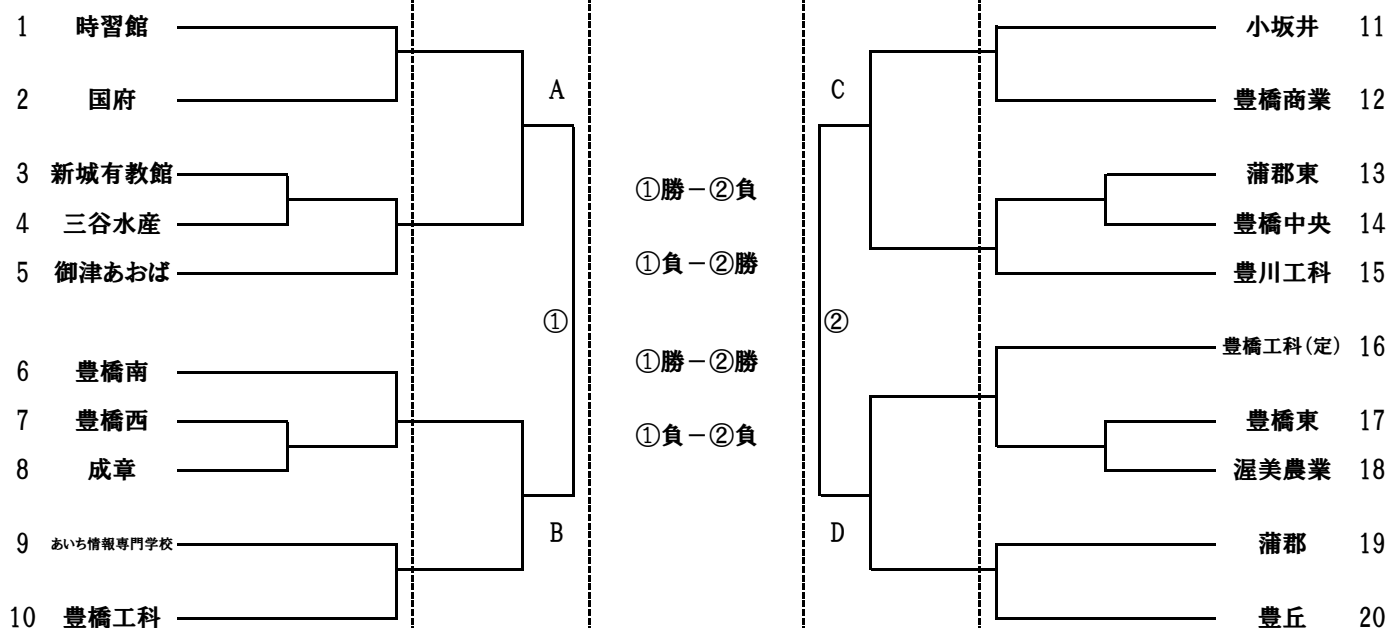 1 時習館
2 国府
3 新城有教館
4 三谷水産
5 御津あおば
6 豊橋南
7 豊橋西
8 成章
9 あいち情報専門学校
10 豊橋工科
A
①
B
①勝－②負
①負－②勝
①勝－②勝
①負－②負
C
②
D
小坂井 11
豊橋商業 12
蒲郡東 13
豊橋中央 14
豊川工科 15
豊橋工科(定) 16
豊橋東 17
渥美農業 18
蒲郡 19
豊丘 20